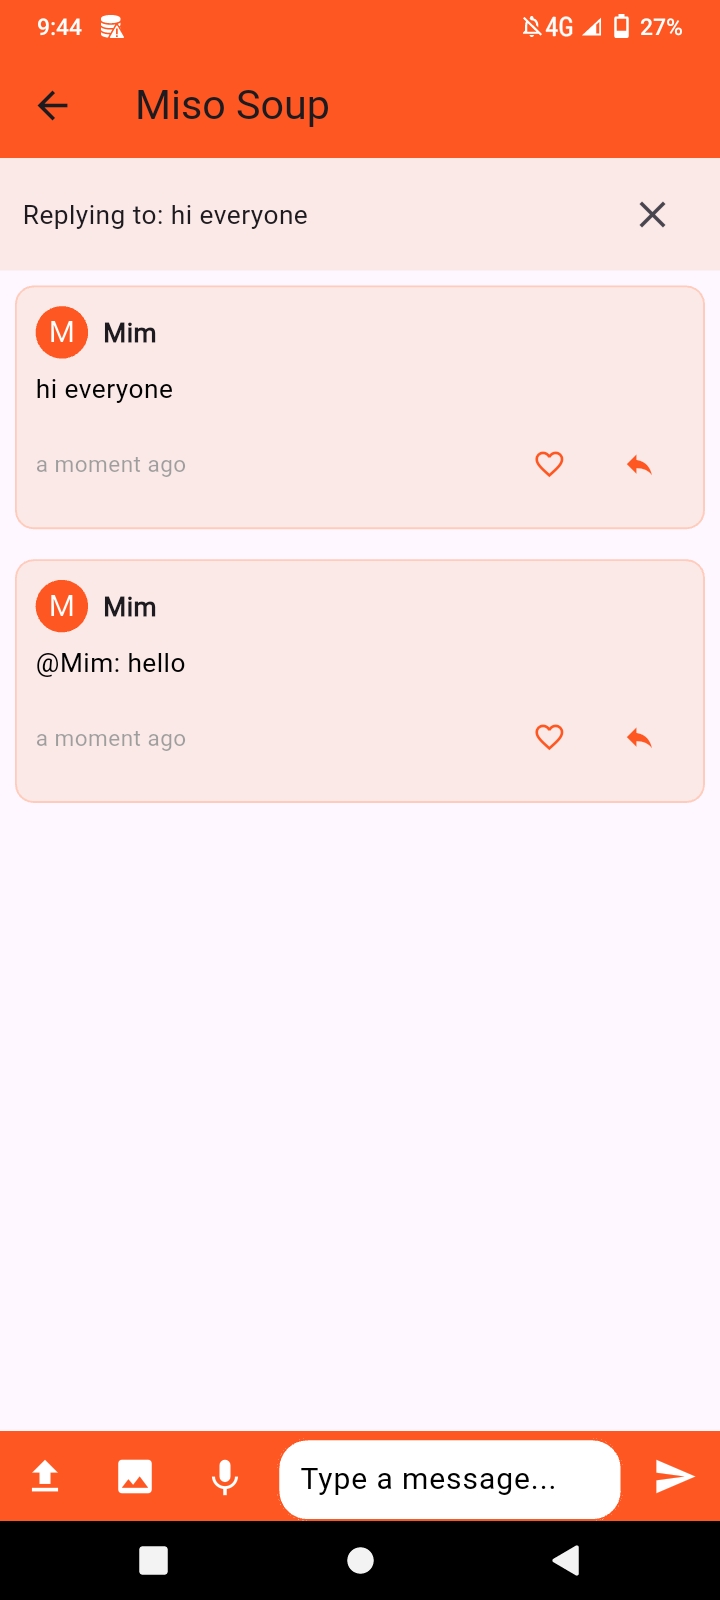 9:44 4G 27%
Miso Soup
Replying to: hi everyone
M Mim
hi everyone
a moment ago
M Mim
@Mim: hello
a moment ago
Type a message...